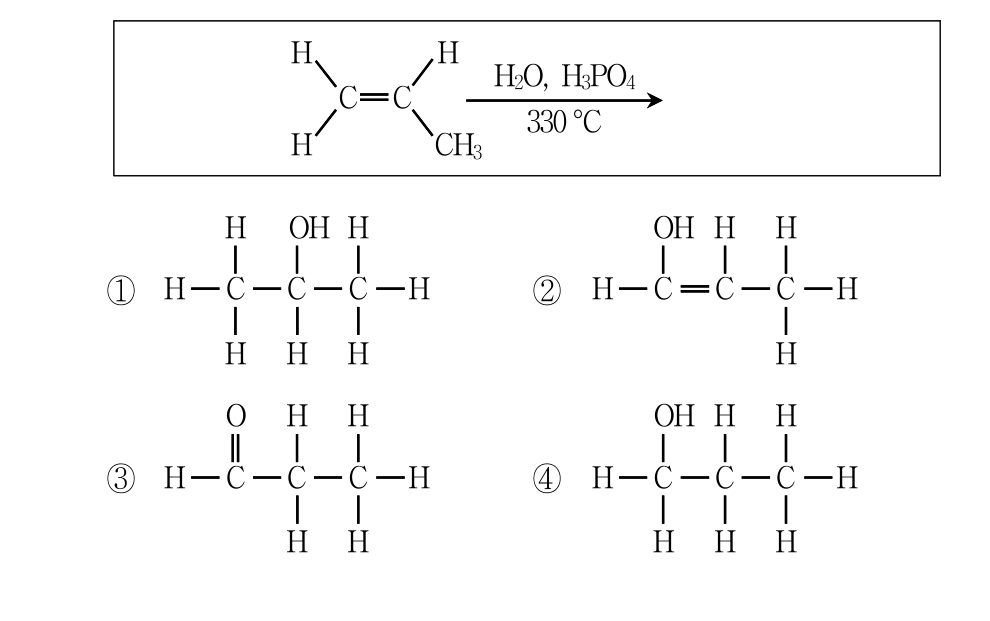 H H
H₂O, H₃PO₄
C C
330 ℃
H CH₃
H OH H
① H C C C H
H H H
OH H H
② H C C C H
H
O H H
③ H C C C H
H H
OH H H
④ H C C C H
H H H